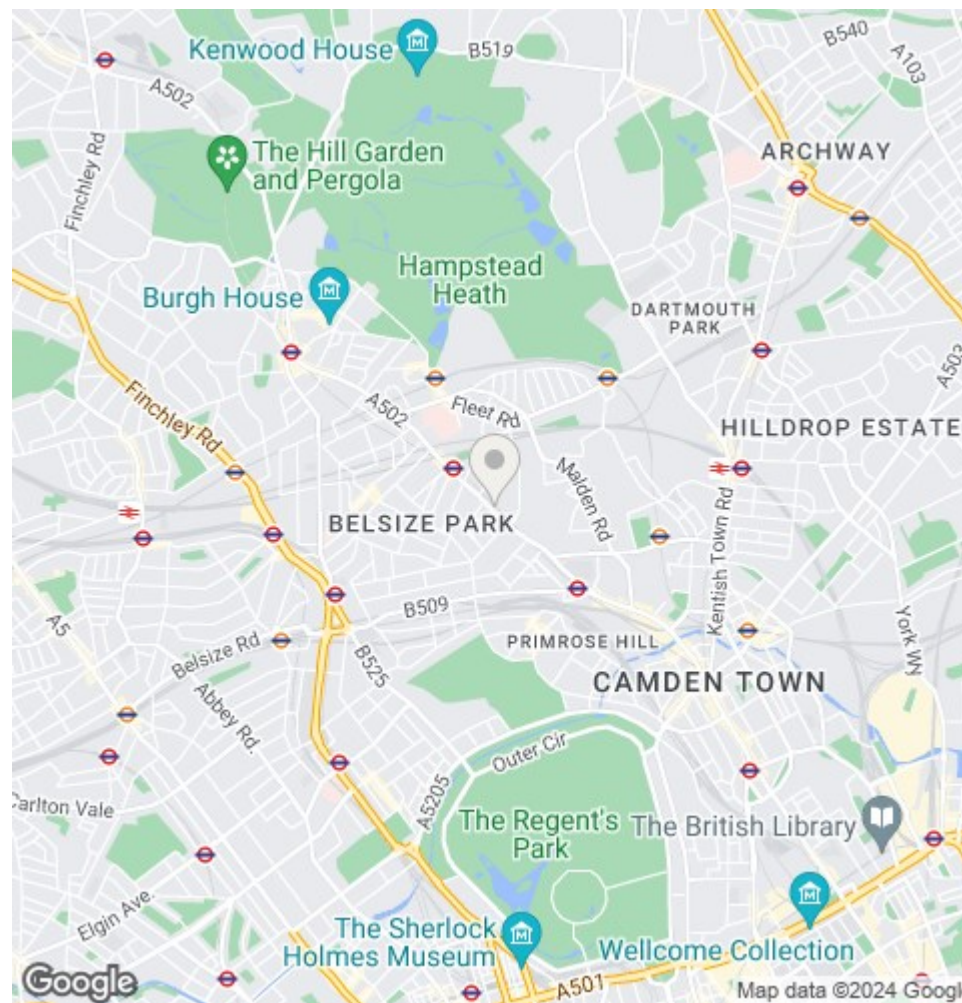 Kenwood House
B519
B540
A103
A502
The Hill Garden
and Pergola
ARCHWAY
Finchley Rd
Hampstead
Heath
Burgh House
DARTMOUTH
PARK
A503
Finchley Rd
A502
Fleet Rd
HILLDROP ESTATE
Malden Rd
BELSIZE PARK
Kentish Town Rd
A5
B509
York Wy
Belsize Rd
B525
PRIMROSE HILL
CAMDEN TOWN
Abbey Rd.
Outer Cir
Carlton Vale
A5205
The Regent's
Park
The British Library
Elgin Ave.
The Sherlock
Holmes Museum
Wellcome Collection
A501
Google
Map data ©2024 Google